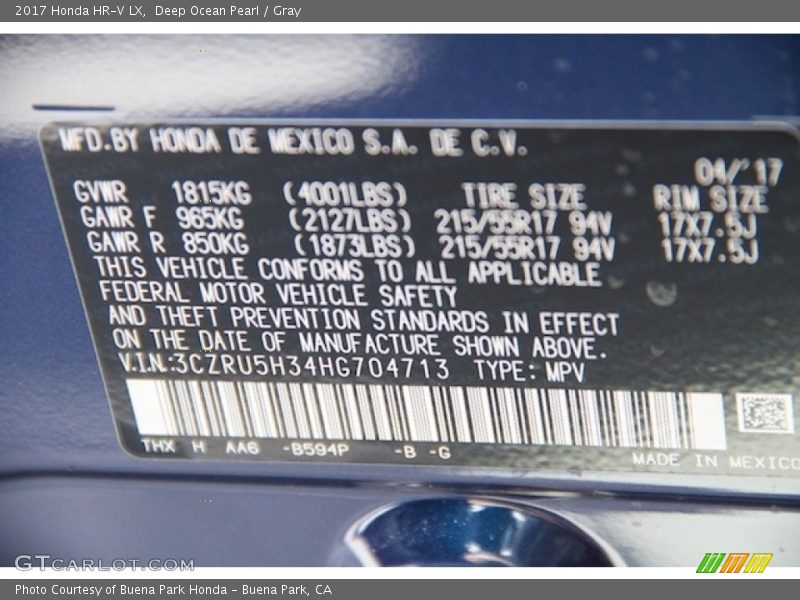 2017 Honda HR-V LX,  Deep Ocean Pearl / Gray
MFD.BY HONDA DE MEXICO S.A. DE C.V.
04/'17
GVWR 1815KG (4001LBS) TIRE SIZE RIM SIZE
GAWR F 965KG (2127LBS) 215/55R17 94V 17X7.5J
GAWR R 850KG (1873LBS) 215/55R17 94V 17X7.5J
THIS VEHICLE CONFORMS TO ALL APPLICABLE
FEDERAL MOTOR VEHICLE SAFETY
AND THEFT PREVENTION STANDARDS IN EFFECT
ON THE DATE OF MANUFACTURE SHOWN ABOVE.
V.I.N:3CZRU5H34HG704713 TYPE: MPV
THX H AA6 -B594P -B -G
MADE IN MEXICO
GTCARLOT.COM
Photo Courtesy of Buena Park Honda - Buena Park, CA